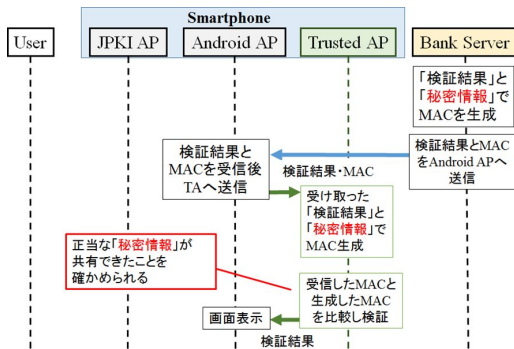 Smartphone
User
JPKI AP
Android AP
Trusted AP
Bank Server
「検証結果」と
「秘密情報」で
MACを生成
検証結果とMAC
をAndroid APへ
送信
検証結果・MAC
検証結果と
MACを受信後
TAへ送信
受け取った
「検証結果」と
「秘密情報」で
MAC生成
正当な「秘密情報」が
共有できたことを
確かめられる
受信したMACと
生成したMAC
を比較し検証
画面表示
検証結果